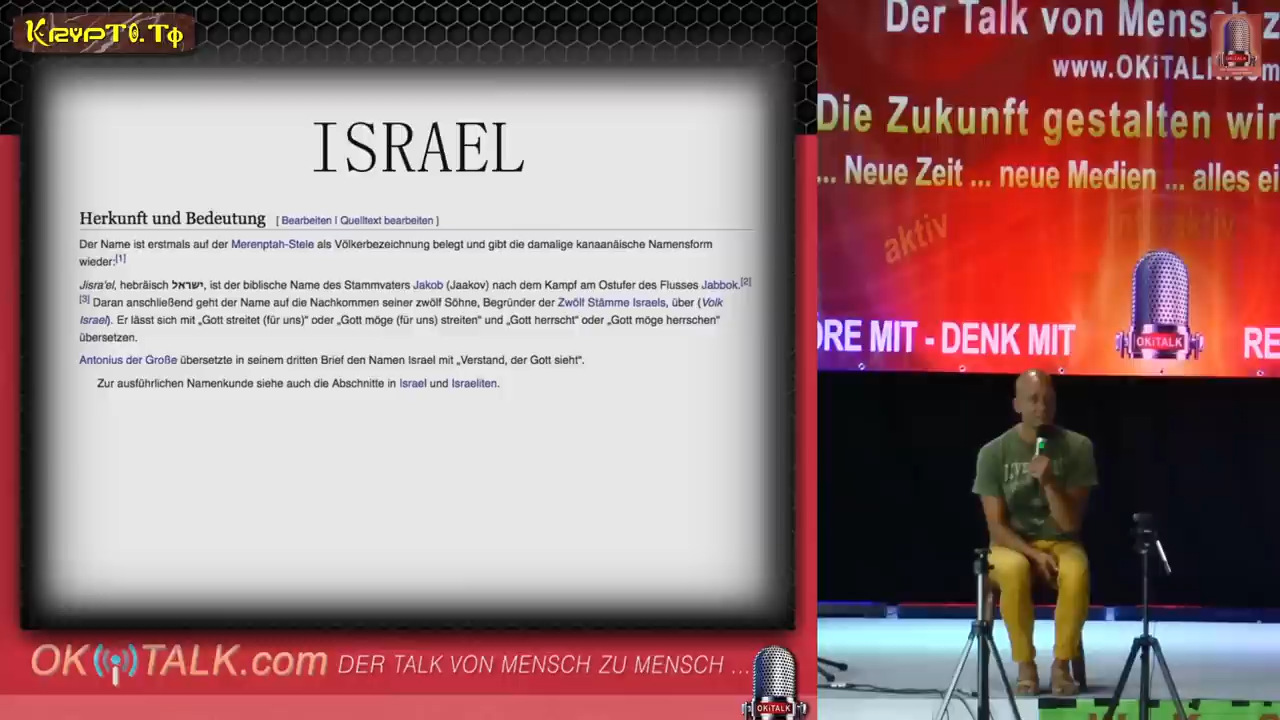 KRYPT0.TΦ
ISRAEL
Herkunft und Bedeutung [ Bearbeiten | Quelltext bearbeiten ]
Der Name ist erstmals auf der Merenptah-Stele als Völkerbezeichnung belegt und gibt die damalige kanaanäische Namensform
wieder:[1]
Jisra'el, hebräisch ישראל, ist der biblische Name des Stammvaters Jakob (Jaakov) nach dem Kampf am Ostufer des Flusses Jabbok.[2]
[3] Daran anschließend geht der Name auf die Nachkommen seiner zwölf Söhne, Begründer der Zwölf Stämme Israels, über (Volk
Israel). Er lässt sich mit „Gott streitet (für uns)" oder „Gott möge (für uns) streiten" und „Gott herrscht" oder „Gott möge herrschen"
übersetzen.
Antonius der Große übersetzte in seinem dritten Brief den Namen Israel mit „Verstand, der Gott sieht".
Zur ausführlichen Namenkunde siehe auch die Abschnitte in Israel und Israeliten.
OK TALK.com DER TALK VON MENSCH ZU MENSCH ...
OKiTALK
Der Talk von Mensch z
www.OKiTALK.com
Die Zukunft gestalten wir
... Neue Zeit ... neue Medien ... alles ei
aktiv
ÖRE MIT - DENK MIT
OKiTALK
RE